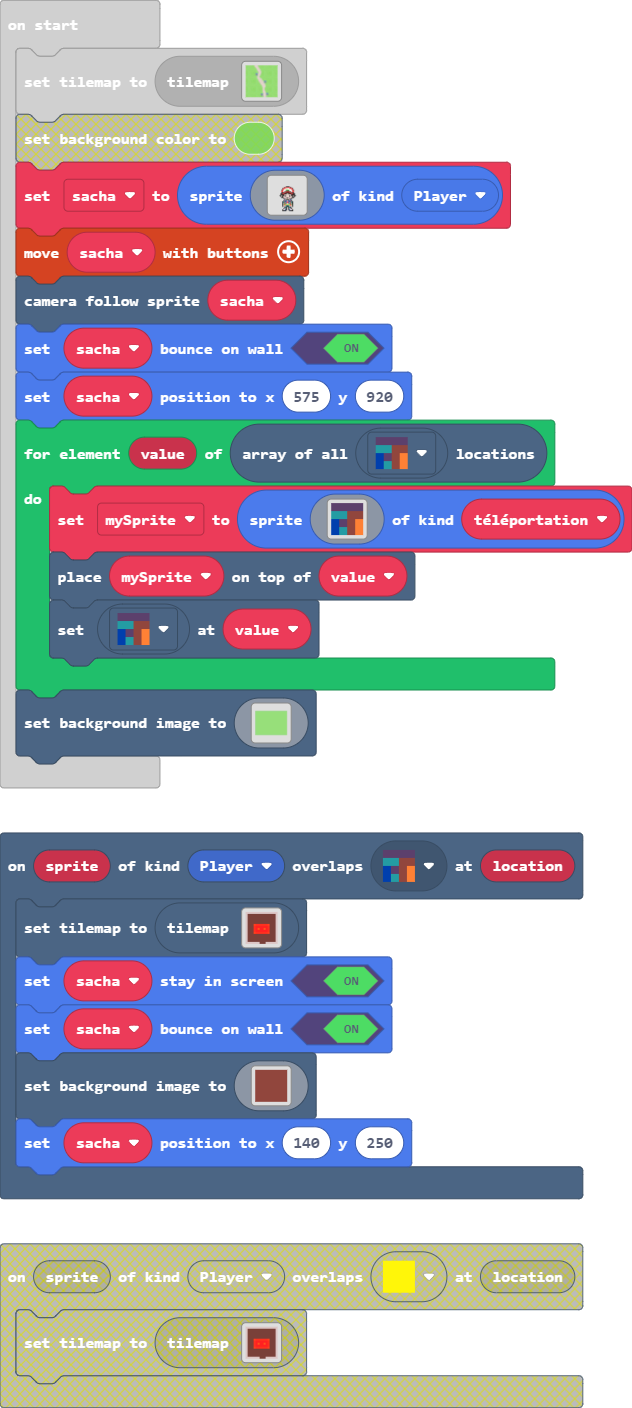 on start
set tilemap to tilemap
set background color to
set sacha to sprite of kind Player
move sacha with buttons
camera follow sprite sacha
set sacha bounce on wall ON
set sacha position to x 575 y 920
for element value of array of all locations
do
set mySprite to sprite of kind téléportation
place mySprite on top of value
set at value
set background image to
on sprite of kind Player overlaps at location
set tilemap to tilemap
set sacha stay in screen ON
set sacha bounce on wall ON
set background image to
set sacha position to x 140 y 250
on sprite of kind Player overlaps at location
set tilemap to tilemap